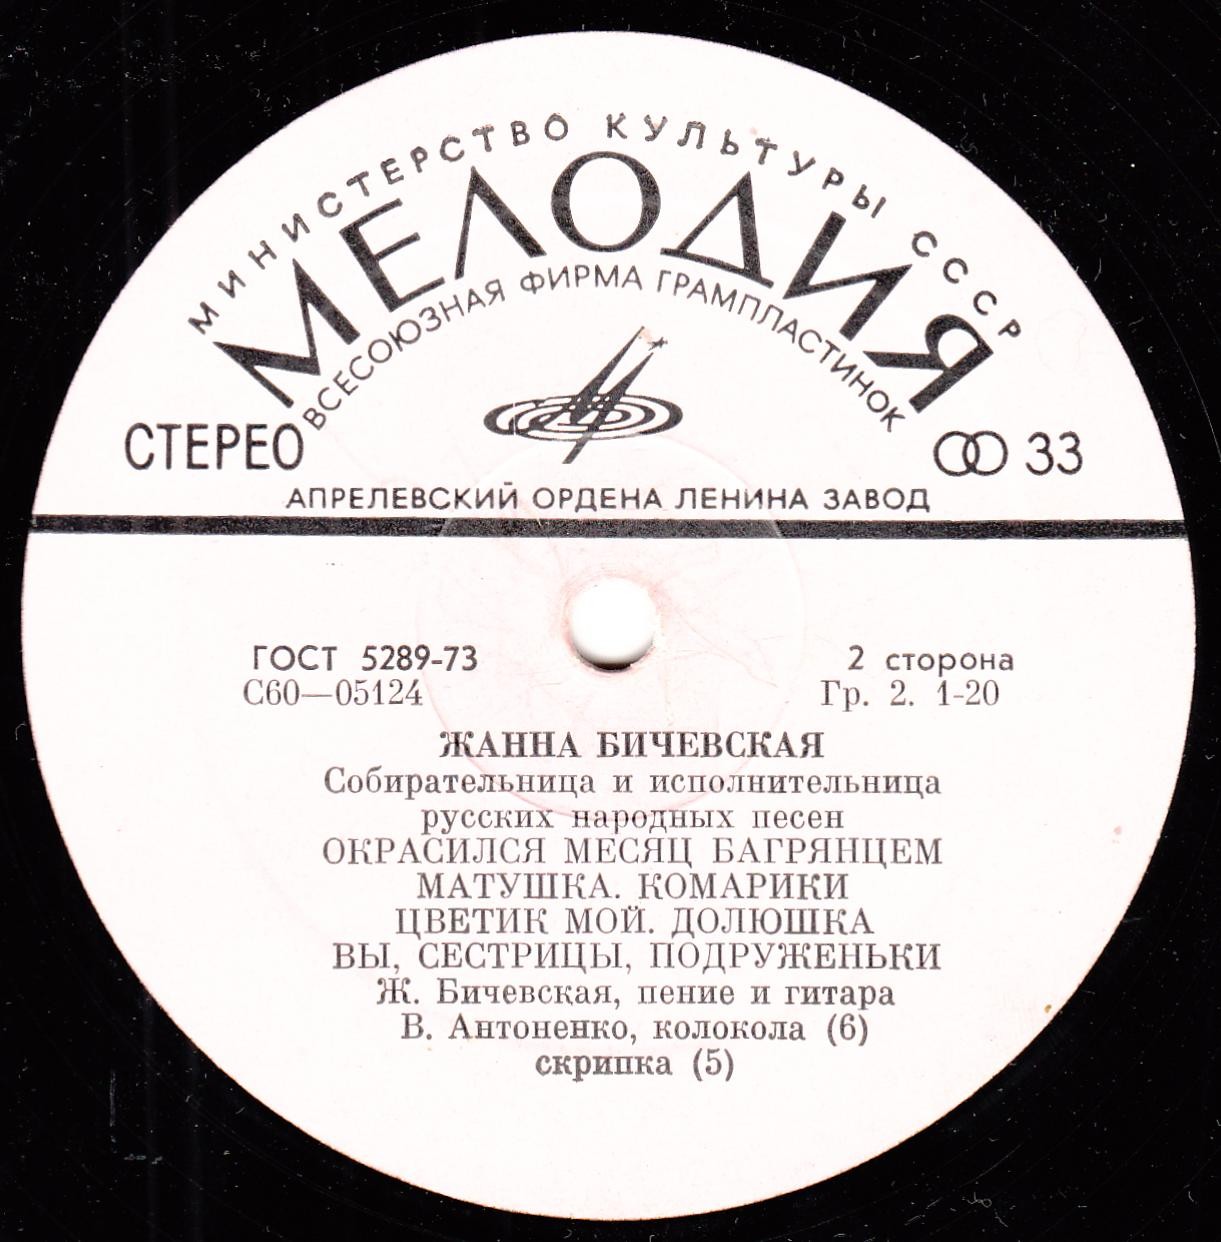 МИНИСТЕРСТВО КУЛЬТУРЫ СССР
МЕЛОДИЯ
ВСЕСОЮЗНАЯ ФИРМА ГРАМПЛАСТИНОК
СТЕРЕО
33
АПРЕЛЕВСКИЙ ОРДЕНА ЛЕНИНА ЗАВОД
ГОСТ 5289-73
2 сторона
С60—05124
Гр. 2. 1-20
ЖАННА БИЧЕВСКАЯ
Собирательница и исполнительница
русских народных песен
ОКРАСИЛСЯ МЕСЯЦ БАГРЯНЦЕМ
МАТУШКА. КОМАРИКИ
ЦВЕТИК МОЙ. ДОЛЮШКА
ВЫ, СЕСТРИЦЫ, ПОДРУЖЕНЬКИ
Ж. Бичевская, пение и гитара
В. Антоненко, колокола (6)
скрипка (5)